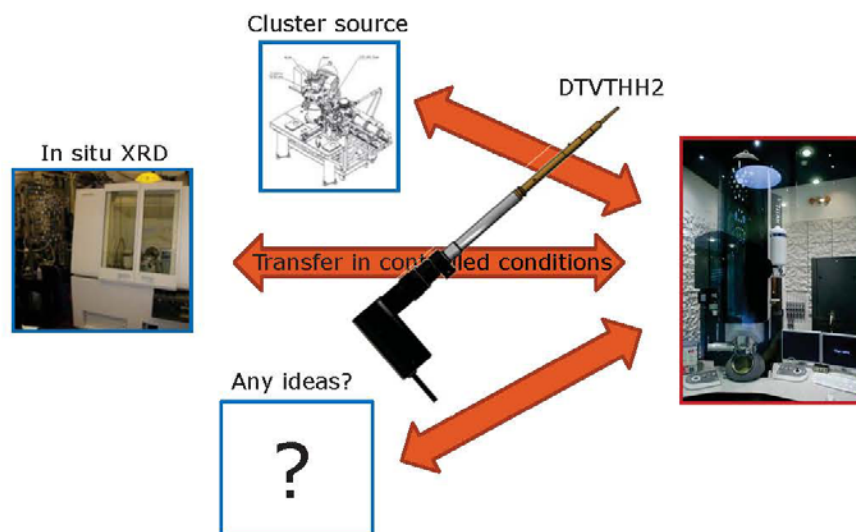 Cluster source
DTVTHH2
In situ XRD
Transfer in controlled conditions
Any ideas?
?